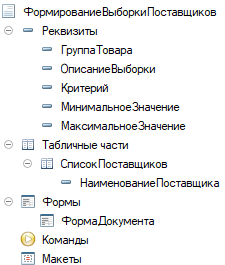 ФормированиеВыборкиПоставщиков
Реквизиты
ГруппаТовара
ОписаниеВыборки
Критерий
МинимальноеЗначение
МаксимальноеЗначение
Табличные части
СписокПоставщиков
НаименованиеПоставщика
Формы
ФормаДокумента
Команды
Макеты